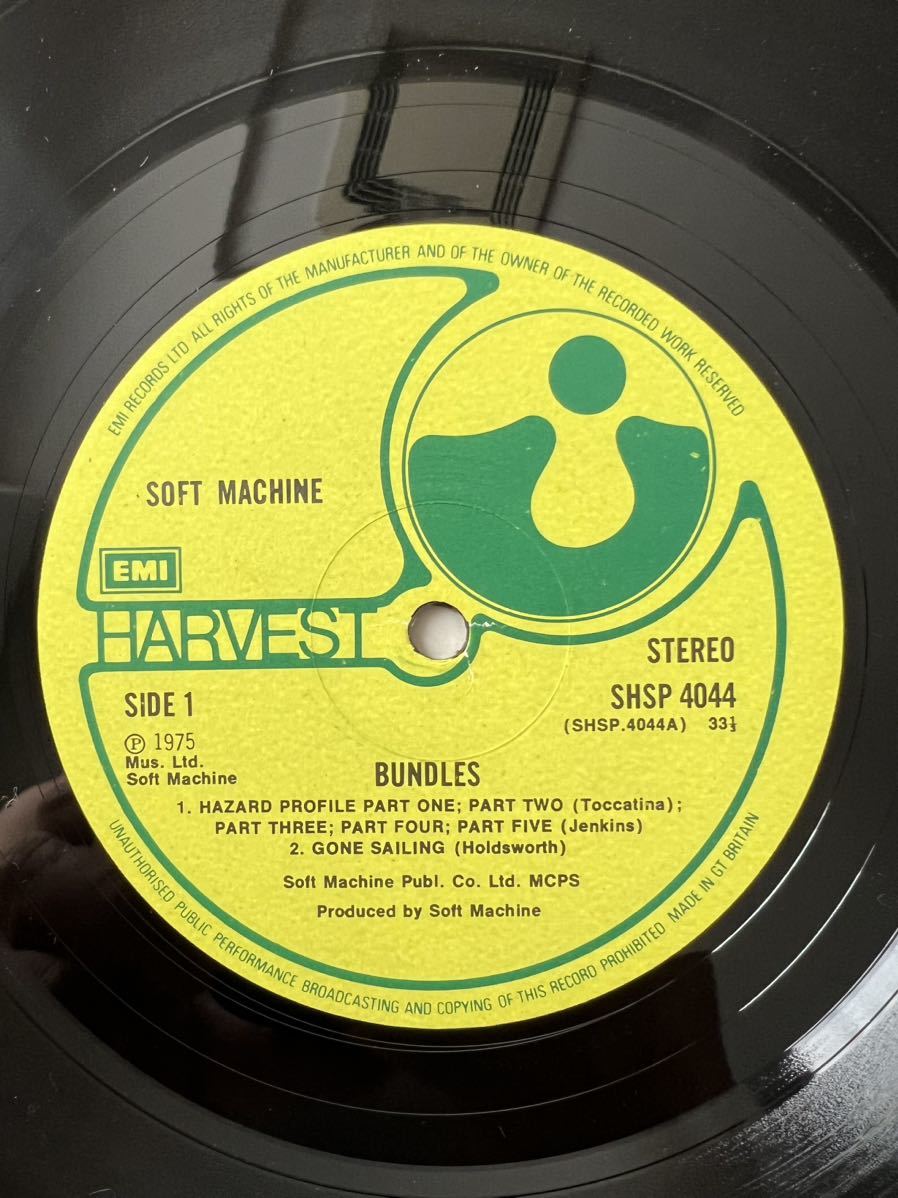 EMI RECORDS LTD ALL RIGHTS OF THE MANUFACTURER AND OF THE OWNER OF THE RECORDED WORK RESERVED
SOFT MACHINE
EMI
HARVEST
STEREO
SHSP 4044
(SHSP.4044A) 33⅓
SIDE 1
℗ 1975
Mus. Ltd.
Soft Machine
BUNDLES
1. HAZARD PROFILE PART ONE; PART TWO (Toccatina);
PART THREE; PART FOUR; PART FIVE (Jenkins)
2. GONE SAILING (Holdsworth)
Soft Machine Publ. Co. Ltd. MCPS
Produced by Soft Machine
UNAUTHORISED PUBLIC PERFORMANCE BROADCASTING AND COPYING OF THIS RECORD PROHIBITED MADE IN GT BRITAIN